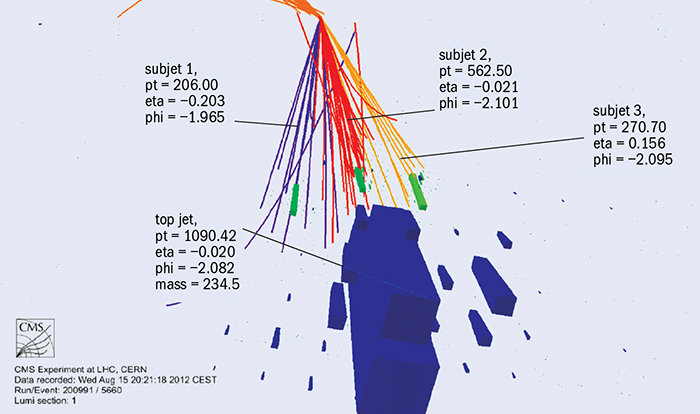 subjet 1,
pt = 206.00
eta = −0.203
phi = −1.965
subjet 2,
pt = 562.50
eta = −0.021
phi = −2.101
subjet 3,
pt = 270.70
eta = 0.156
phi = −2.095
top jet,
pt = 1090.42
eta = −0.020
phi = −2.082
mass = 234.5
CMS
CMS Experiment at LHC, CERN
Data recorded: Wed Aug 15 20:21:18 2012 CEST
Run/Event: 200991 / 5660
Lumi section: 1